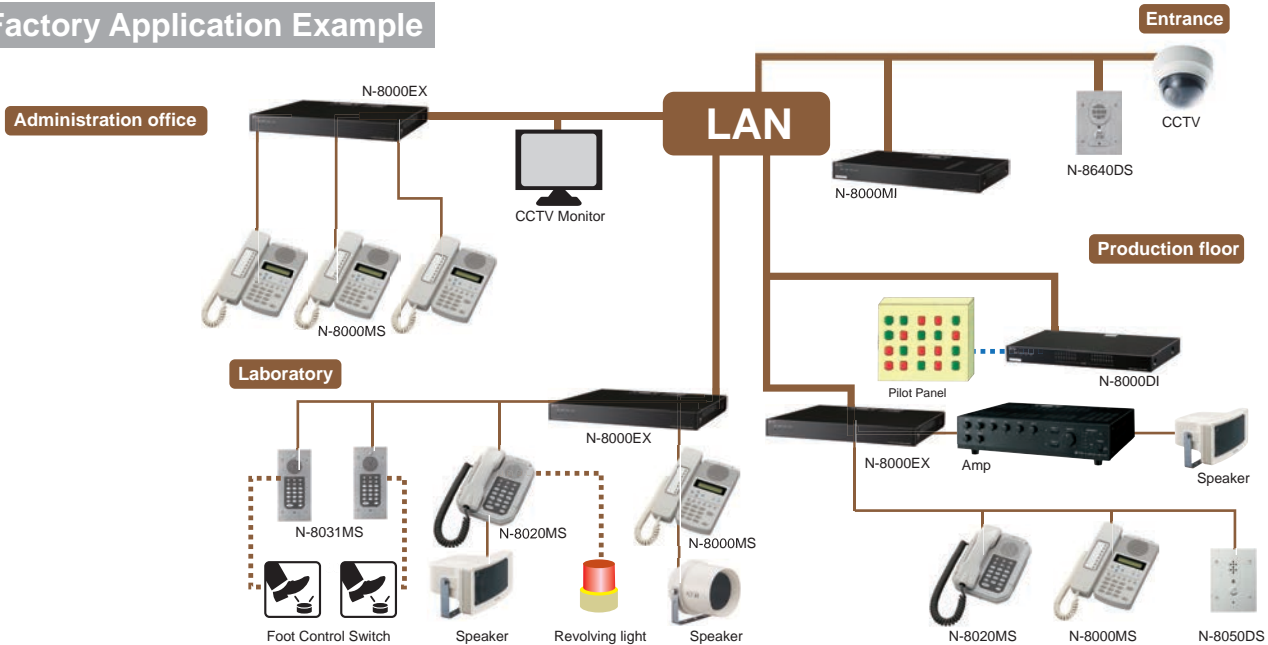 Factory Application Example
Entrance
N-8000EX
Administration office
LAN
CCTV
N-8640DS
N-8000MI
CCTV Monitor
Production floor
N-8000MS
Laboratory
N-8000DI
Pilot Panel
N-8000EX
N-8000EX
Amp
Speaker
N-8031MS
N-8020MS
N-8000MS
Foot Control Switch
Speaker
Revolving light
Speaker
N-8020MS
N-8000MS
N-8050DS